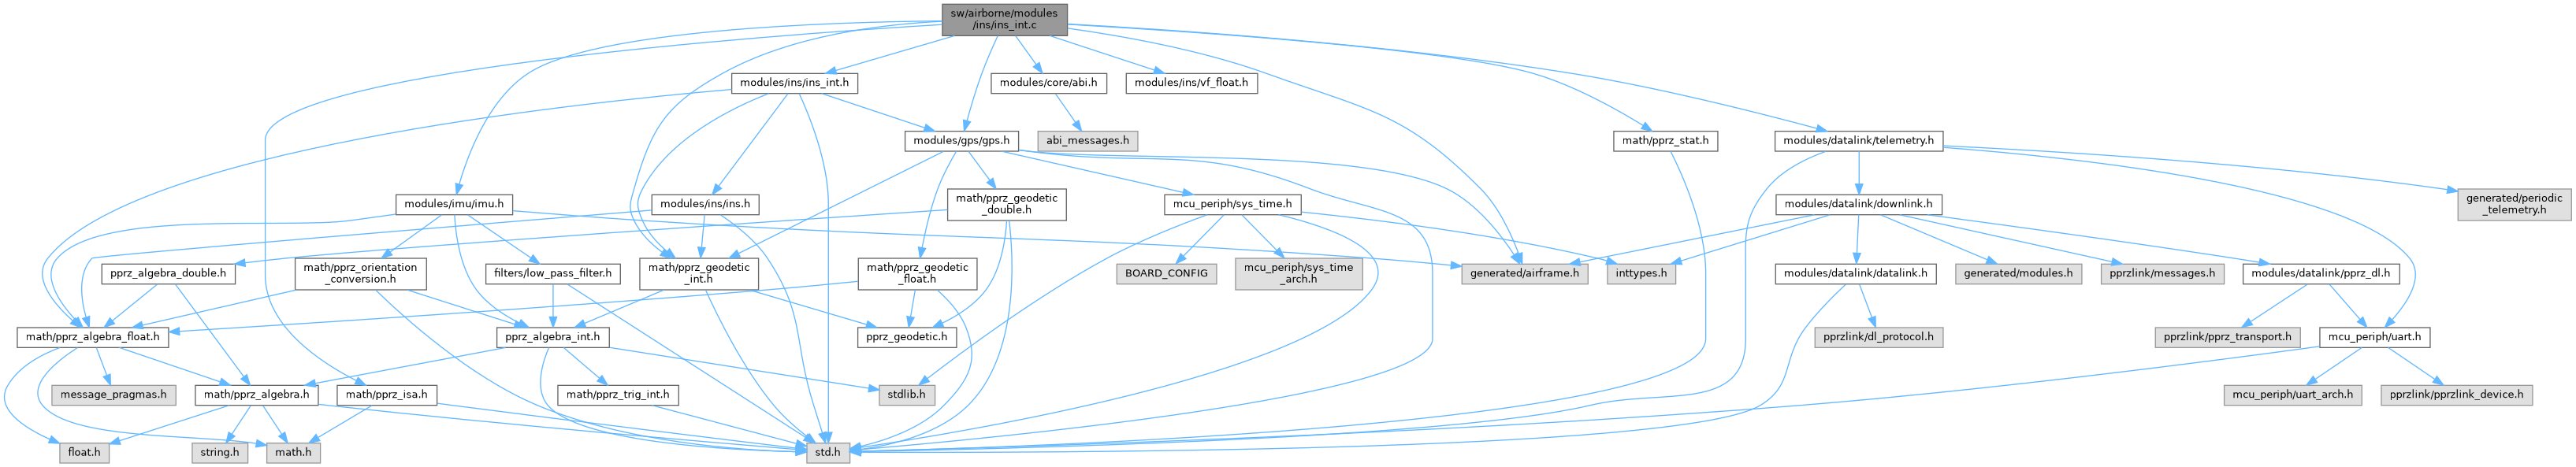 sw/airborne/modules
/ins/ins_int.c
modules/ins/ins_int.h
modules/core/abi.h
modules/ins/vf_float.h
modules/gps/gps.h
abi_messages.h
math/pprz_stat.h
modules/datalink/telemetry.h
modules/imu/imu.h
modules/ins/ins.h
math/pprz_geodetic
_double.h
mcu_periph/sys_time.h
modules/datalink/downlink.h
generated/periodic
_telemetry.h
pprz_algebra_double.h
math/pprz_orientation
_conversion.h
filters/low_pass_filter.h
math/pprz_geodetic
_int.h
math/pprz_geodetic
_float.h
BOARD_CONFIG
mcu_periph/sys_time
_arch.h
generated/airframe.h
inttypes.h
modules/datalink/datalink.h
generated/modules.h
pprzlink/messages.h
modules/datalink/pprz_dl.h
math/pprz_algebra_float.h
pprz_algebra_int.h
pprz_geodetic.h
pprzlink/dl_protocol.h
pprzlink/pprz_transport.h
mcu_periph/uart.h
message_pragmas.h
math/pprz_algebra.h
math/pprz_isa.h
math/pprz_trig_int.h
stdlib.h
mcu_periph/uart_arch.h
pprzlink/pprzlink_device.h
float.h
string.h
math.h
std.h